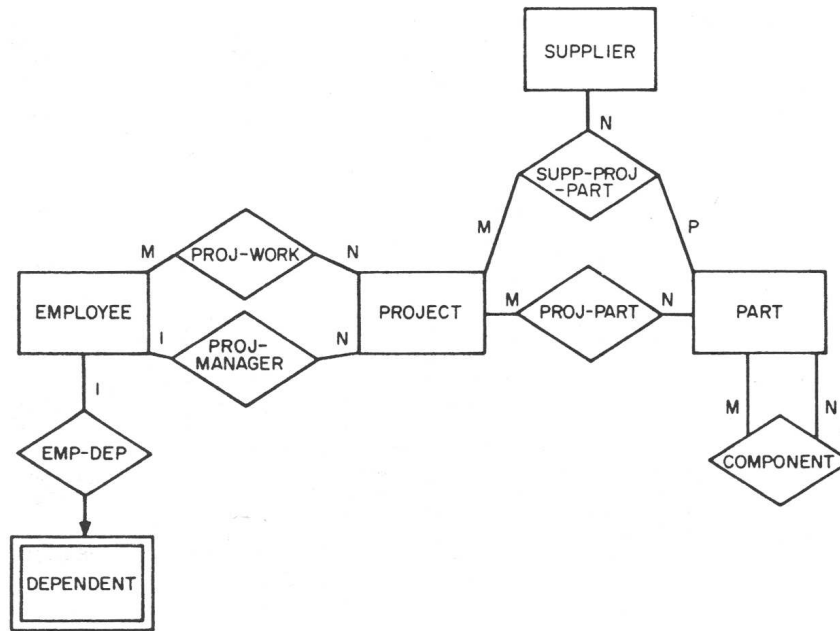 SUPPLIER
N
SUPP-PROJ
-PART
M
P
M
PROJ-WORK
N
EMPLOYEE
PROJECT
M
PROJ-PART
N
PART
I
PROJ-
MANAGER
N
I
M
N
EMP-DEP
COMPONENT
DEPENDENT